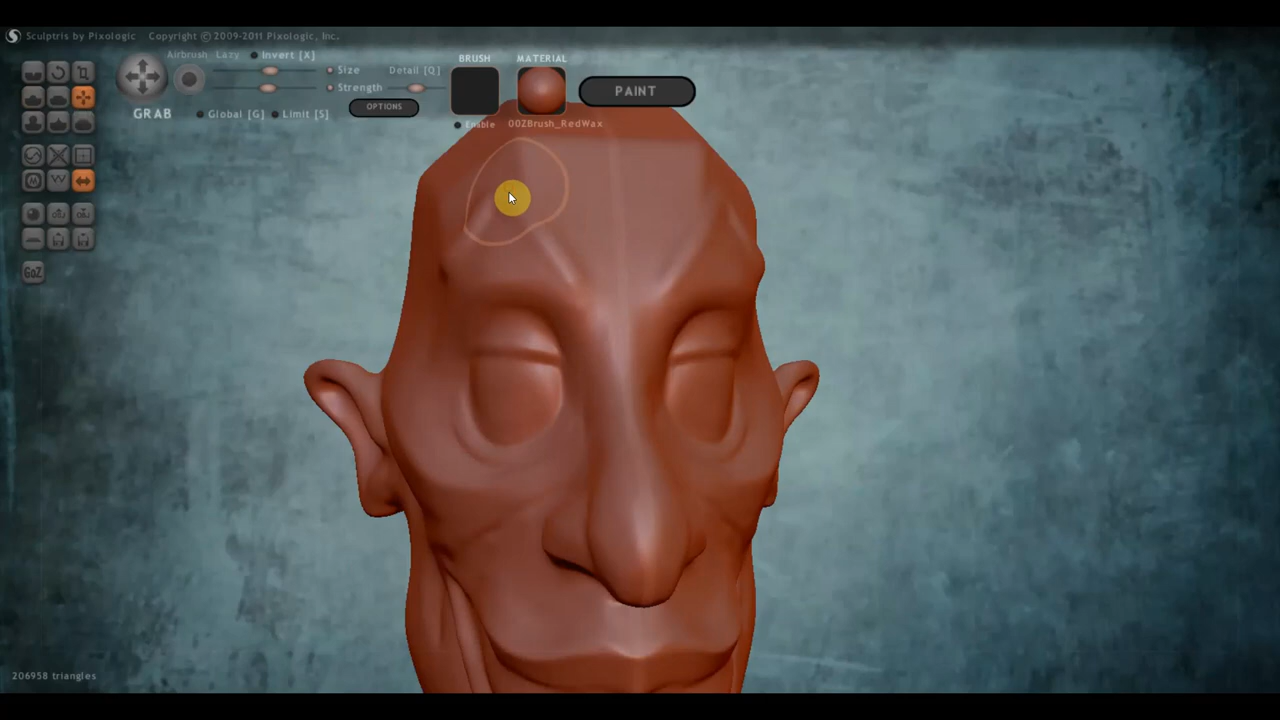 Sculptris by Pixologic Copyright © 2009-2011 Pixologic, Inc.
Airbrush Lazy Invert [X]
BRUSH MATERIAL
Size Detail [Q]
Strength
PAINT
OPTIONS
GRAB Global [G] Limit [S]
Enable 00ZBrush_RedWax
GoZ
206958 triangles